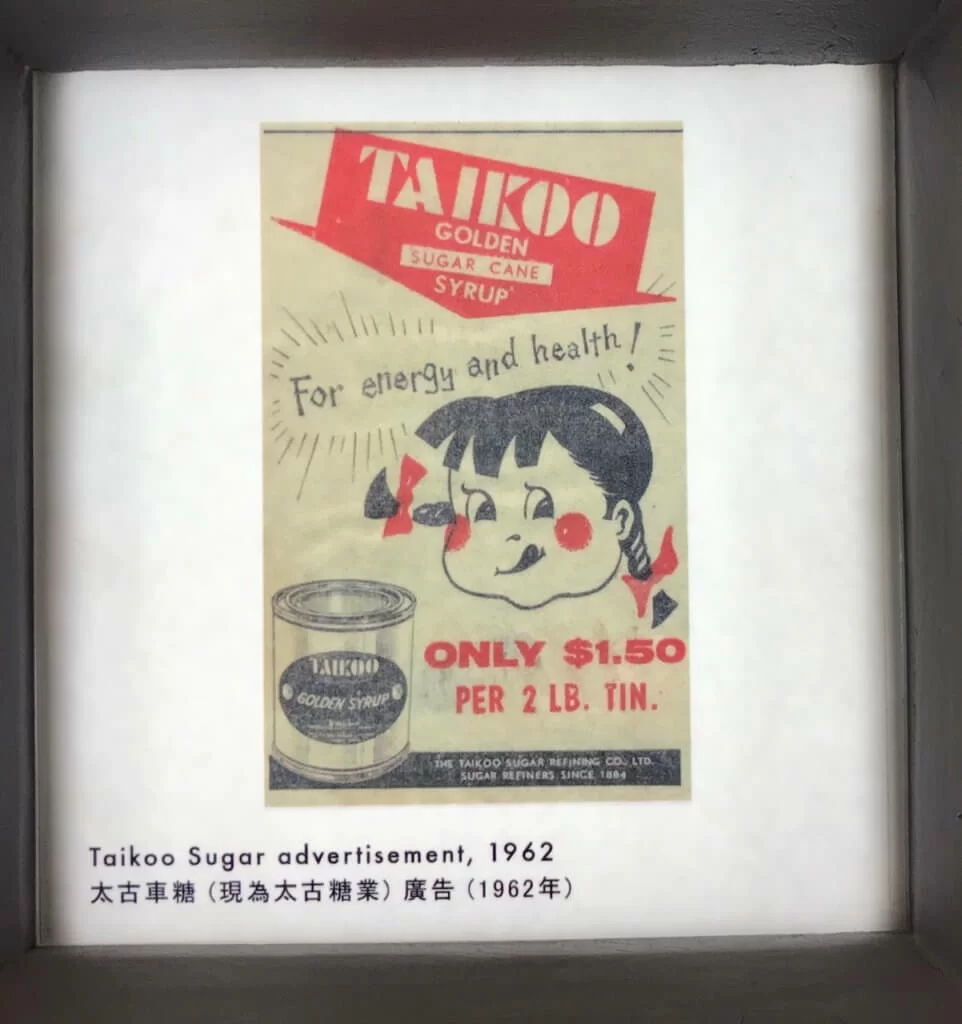 TAIKOO
GOLDEN
SUGAR CANE
SYRUP
For energy and health!
TAIKOO
GOLDEN SYRUP
ONLY $1.50
PER 2 LB. TIN.
THE TAIKOO SUGAR REFINING CO., LTD.
SUGAR REFINERS SINCE 1884
Taikoo Sugar advertisement, 1962
太古車糖（現為太古糖業）廣告（1962年）